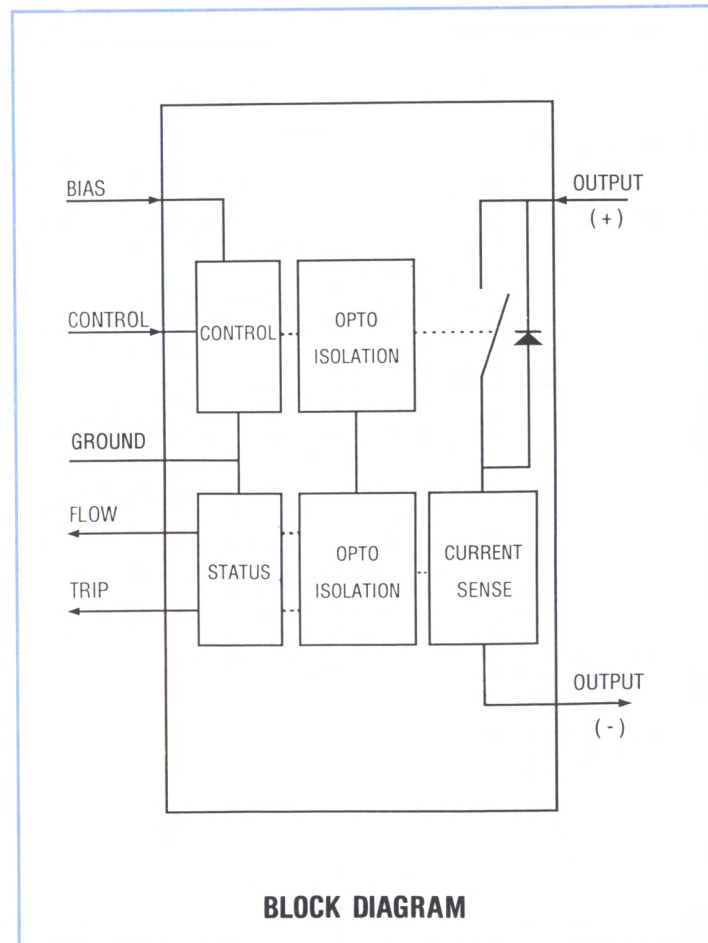 BIAS
OUTPUT
(+)
CONTROL
CONTROL
OPTO
ISOLATION
GROUND
FLOW
TRIP
STATUS
OPTO
ISOLATION
CURRENT
SENSE
OUTPUT
(-)
BLOCK DIAGRAM